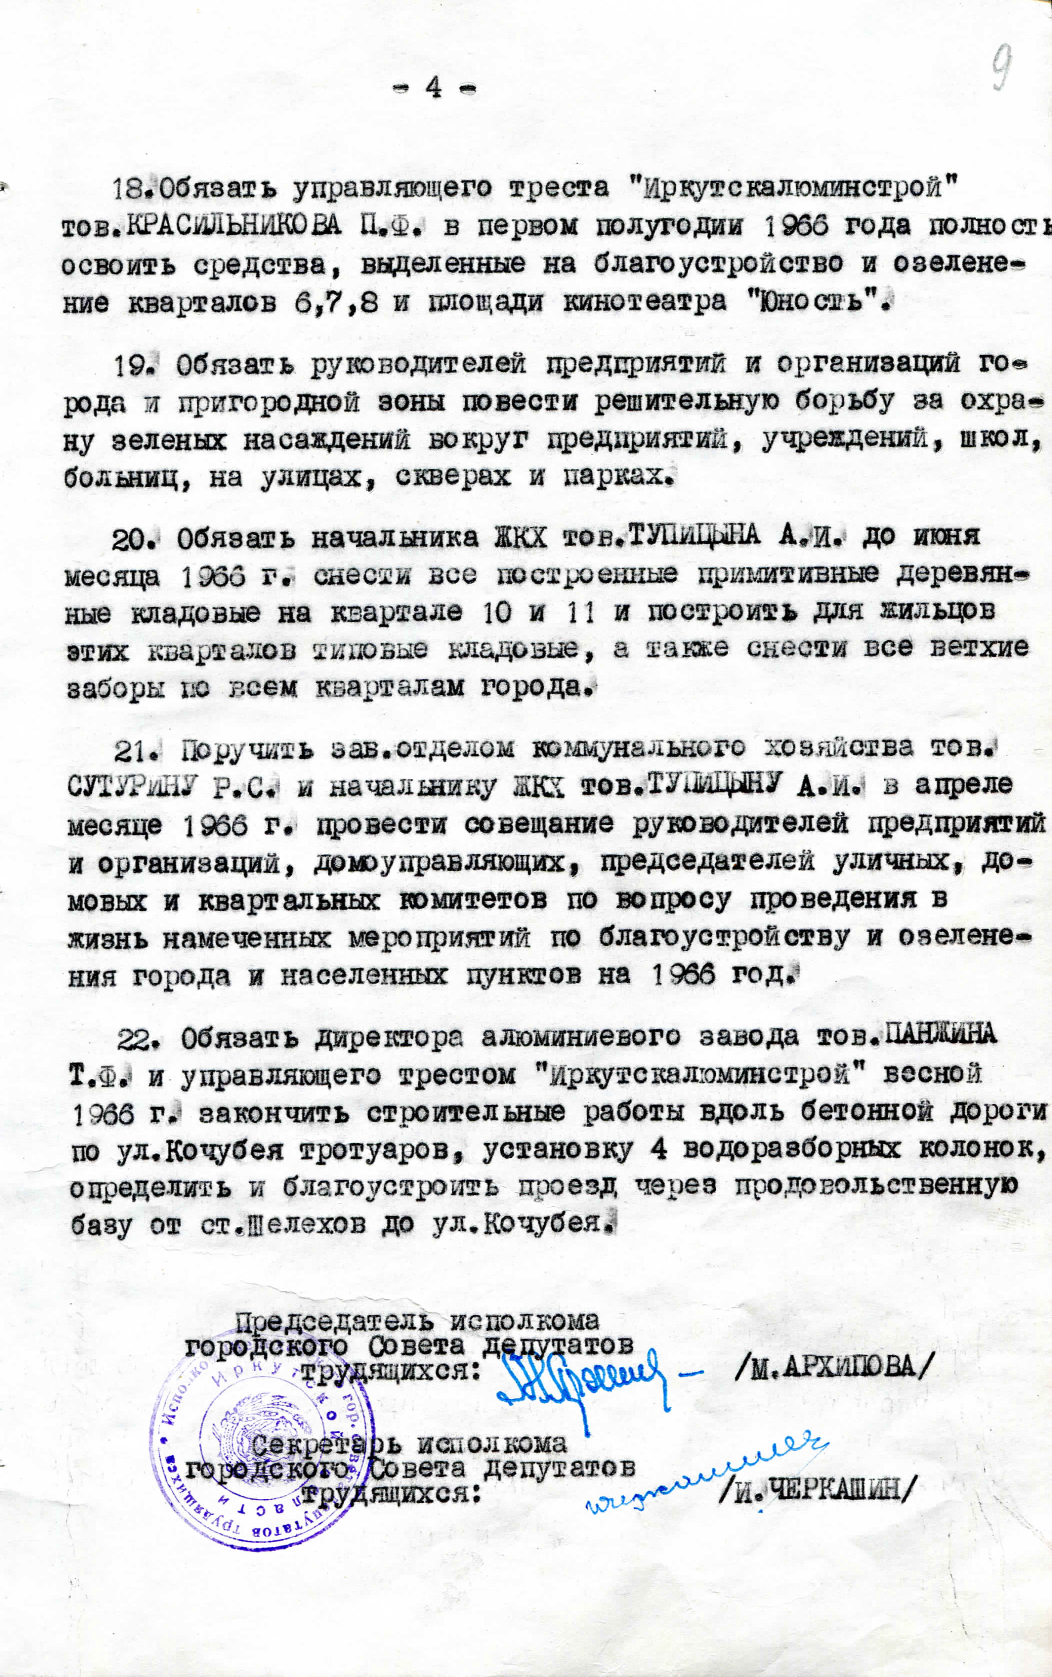 9
- 4 -
18.Обязать управляющего треста "Иркутскалюминстрой"
тов.КРАСИЛЬНИКОВА П.Ф. в первом полугодии 1966 года полность
освоить средства, выделенные на благоустройство и озелене-
ние кварталов 6,7,8 и площади кинотеатра "Юность".
19. Обязать руководителей предприятий и организаций го-
рода и пригородной зоны повести решительную борьбу за охра-
ну зеленых насаждений вокруг предприятий, учреждений, школ,
больниц, на улицах, скверах и парках.
20. Обязать начальника ЖКХ тов.ТУПИЦЫНА А.И. до июня
месяца 1966 г. снести все построенные примитивные деревян-
ные кладовые на квартале 10 и 11 и построить для жильцов
этих кварталов типовые кладовые, а также снести все ветхие
заборы по всем кварталам города.
21. Поручить зав.отделом коммунального хозяйства тов.
СУТУРИНУ Р.С. и начальнику ЖКХ тов.ТУПИЦЫНУ А.И. в апреле
месяце 1966 г. провести совещание руководителей предприятий
и организаций, домоуправляющих, председателей уличных, до-
мовых и квартальных комитетов по вопросу проведения в
жизнь намеченных мероприятий по благоустройству и озелене-
ния города и населенных пунктов на 1966 год.
22. Обязать директора алюминиевого завода тов.ПАНЖИНА
Т.Ф. и управляющего трестом "Иркутскалюминстрой" весной
1966 г. закончить строительные работы вдоль бетонной дороги
по ул.Кочубея тротуаров, установку 4 водоразборных колонок,
определить и благоустроить проезд через продовольственную
базу от ст.Шелехов до ул.Кочубея.
Председатель исполкома
городского Совета депутатов
трудящихся: /М.АРХИПОВА/
Секретарь исполкома
городского Совета депутатов
трудящихся: /И.ЧЕРКАШИН/
Иркутской области